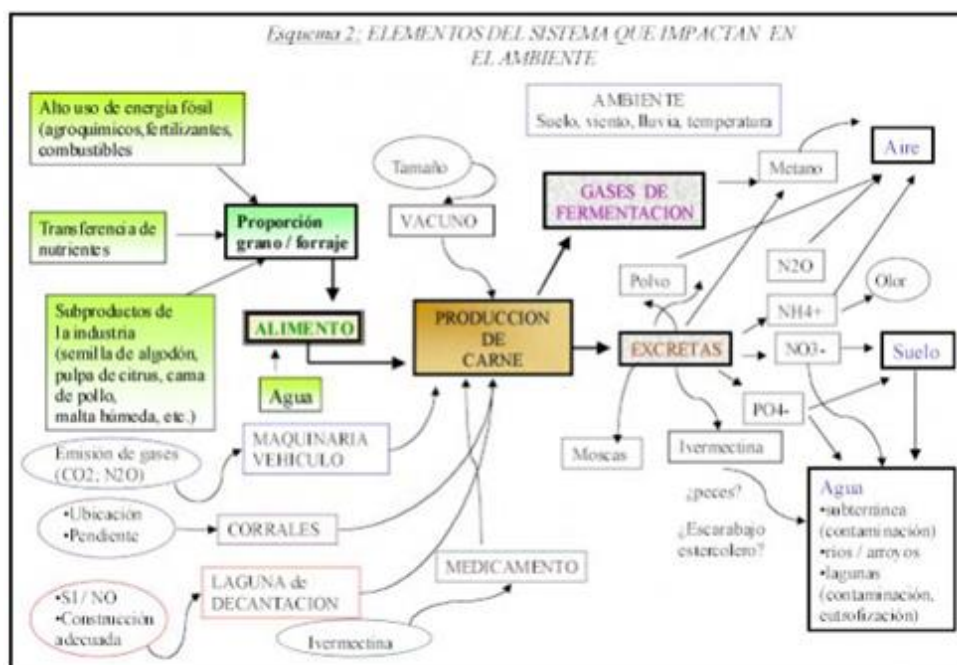 Esquema 2: ELEMENTOS DEL SISTEMA QUE IMPACTAN EN
EL AMBIENTE
Alto uso de energía fósil
(agroquímicos,fertilizantes,
combustibles
AMBIENTE
Suelo, viento, lluvia, temperatura
Aire
Tamaño
Metano
GASES DE
FERMENTACION
Transferencia de
nutrientes
Proporción
grano / forraje
VACUNO
Polvo
N2O
Olor
NH4+
Subproductos de
la industria
(semilla de algodón,
pulpa de citrus, cama
de pollo,
malta húmeda, etc.)
ALIMENTO
PRODUCCION
DE
CARNE
EXCRETAS
NO3-
Suelo
Agua
PO4-
Emisión de gases
(CO2; N2O)
MAQUINARIA
VEHICULO
Moscas
Ivermectina
¿peces?
¿Escarabajo
estercolero?
Agua
•subterránea
(contaminación)
•rios / arroyos
•lagunas
(contaminación,
eutrofización)
•Ubicación
•Pendiente
CORRALES
MEDICAMENTO
•SI / NO
•Construcción
adecuada
LAGUNA de
DECANTACION
Ivermectina